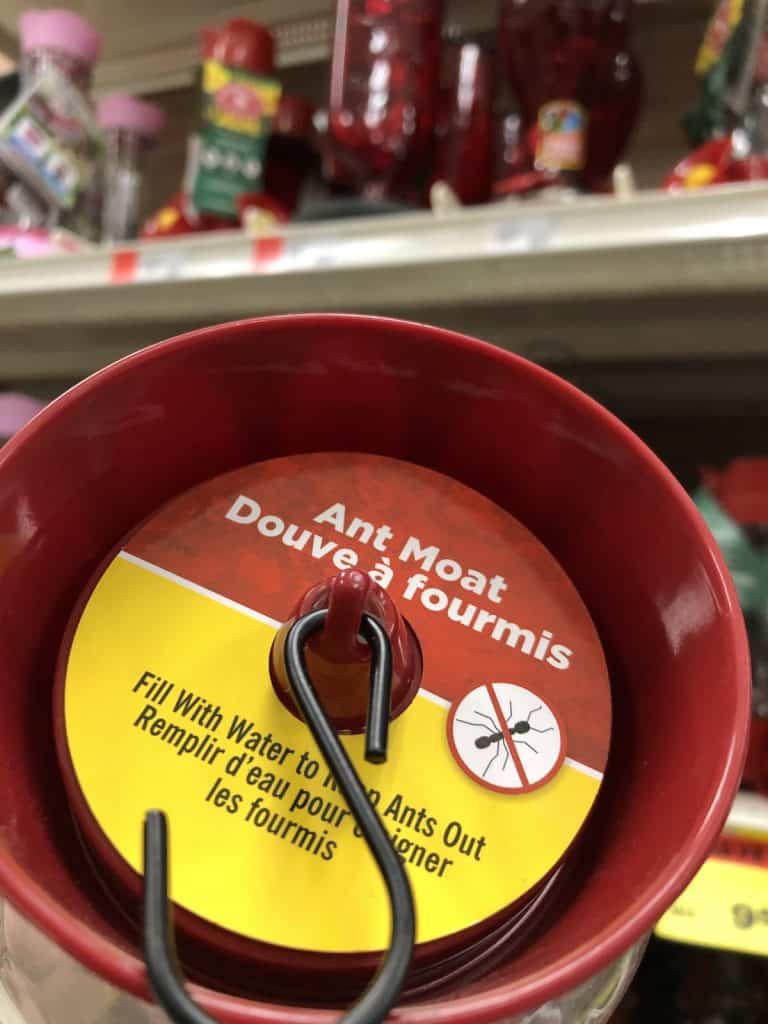 Ant Moat
Douve à fourmis
Fill With Water to Ants Out
Remplir d'eau pour
les fourmis